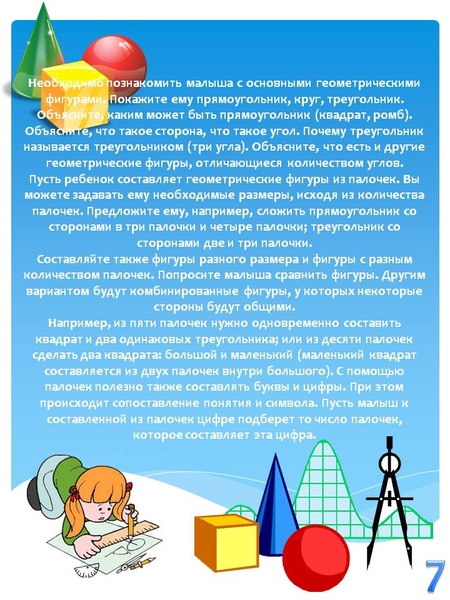 Необходимо познакомить малыша с основными геометрическими
фигурами. Покажите ему прямоугольник, круг, треугольник.
Объясните, каким может быть прямоугольник (квадрат, ромб).
Объясните, что такое сторона, что такое угол. Почему треугольник
называется треугольником (три угла). Объясните, что есть и другие
геометрические фигуры, отличающиеся количеством углов.
Пусть ребенок составляет геометрические фигуры из палочек. Вы
можете задавать ему необходимые размеры, исходя из количества
палочек. Предложите ему, например, сложить прямоугольник со
сторонами в три палочки и четыре палочки; треугольник со
сторонами две и три палочки.
Составляйте также фигуры разного размера и фигуры с разным
количеством палочек. Попросите малыша сравнить фигуры. Другим
вариантом будут комбинированные фигуры, у которых некоторые
стороны будут общими.
Например, из пяти палочек нужно одновременно составить
квадрат и два одинаковых треугольника; или из десяти палочек
сделать два квадрата: большой и маленький (маленький квадрат
составляется из двух палочек внутри большого). С помощью
палочек полезно также составлять буквы и цифры. При этом
происходит сопоставление понятия и символа. Пусть малыш к
составленной из палочек цифре подберет то число палочек,
которое составляет эта цифра.
7